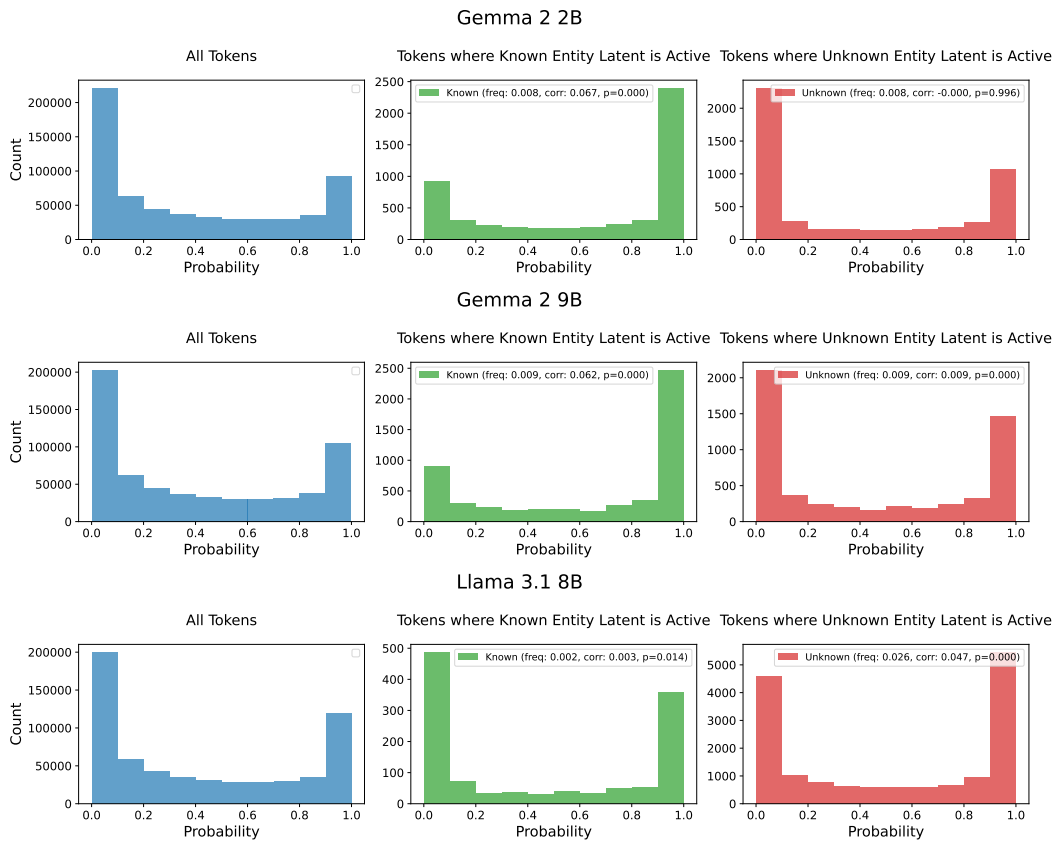 Gemma 2 2B
All Tokens
Tokens where Known Entity Latent is Active
Tokens where Unknown Entity Latent is Active
Count
200000
150000
100000
50000
0
0.0 0.2 0.4 0.6 0.8 1.0
Probability
2500
2000
1500
1000
500
0
Known (freq: 0.008, corr: 0.067, p=0.000)
0.0 0.2 0.4 0.6 0.8 1.0
Probability
2000
1500
1000
500
0
Unknown (freq: 0.008, corr: -0.000, p=0.996)
0.0 0.2 0.4 0.6 0.8 1.0
Probability
Gemma 2 9B
All Tokens
Tokens where Known Entity Latent is Active
Tokens where Unknown Entity Latent is Active
Count
200000
150000
100000
50000
0
0.0 0.2 0.4 0.6 0.8 1.0
Probability
2500
2000
1500
1000
500
0
Known (freq: 0.009, corr: 0.062, p=0.000)
0.0 0.2 0.4 0.6 0.8 1.0
Probability
2000
1500
1000
500
0
Unknown (freq: 0.009, corr: 0.009, p=0.000)
0.0 0.2 0.4 0.6 0.8 1.0
Probability
Llama 3.1 8B
All Tokens
Tokens where Known Entity Latent is Active
Tokens where Unknown Entity Latent is Active
Count
200000
150000
100000
50000
0
0.0 0.2 0.4 0.6 0.8 1.0
Probability
500
400
300
200
100
0
Known (freq: 0.002, corr: 0.003, p=0.014)
0.0 0.2 0.4 0.6 0.8 1.0
Probability
5000
4000
3000
2000
1000
0
Unknown (freq: 0.026, corr: 0.047, p=0.000)
0.0 0.2 0.4 0.6 0.8 1.0
Probability